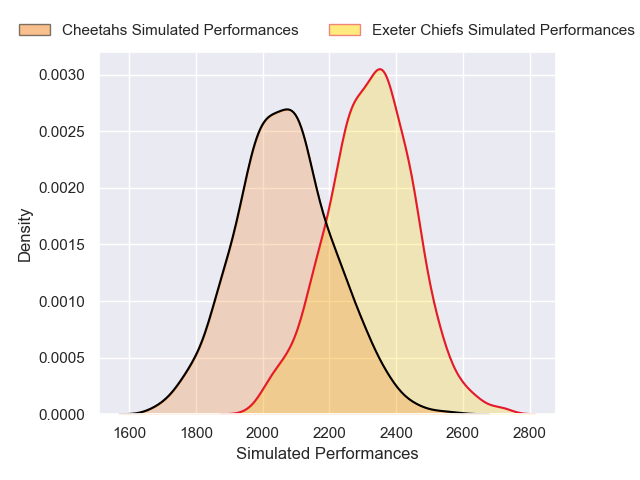 Cheetahs Simulated Performances Exeter Chiefs Simulated Performances
0.0030
0.0025
0.0020
0.0015
0.0010
0.0005
0.0000
Density
1600 1800 2000 2200 2400 2600 2800
Simulated Performances